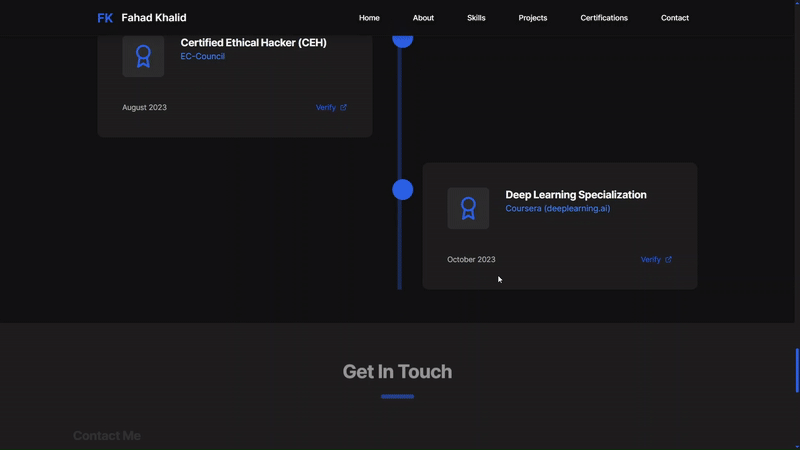 FK Fahad Khalid
Home About Skills Projects Certifications Contact
Certified Ethical Hacker (CEH)
EC-Council
August 2023 Verify
Deep Learning Specialization
Coursera (deeplearning.ai)
October 2023 Verify
Get In Touch
Contact Me